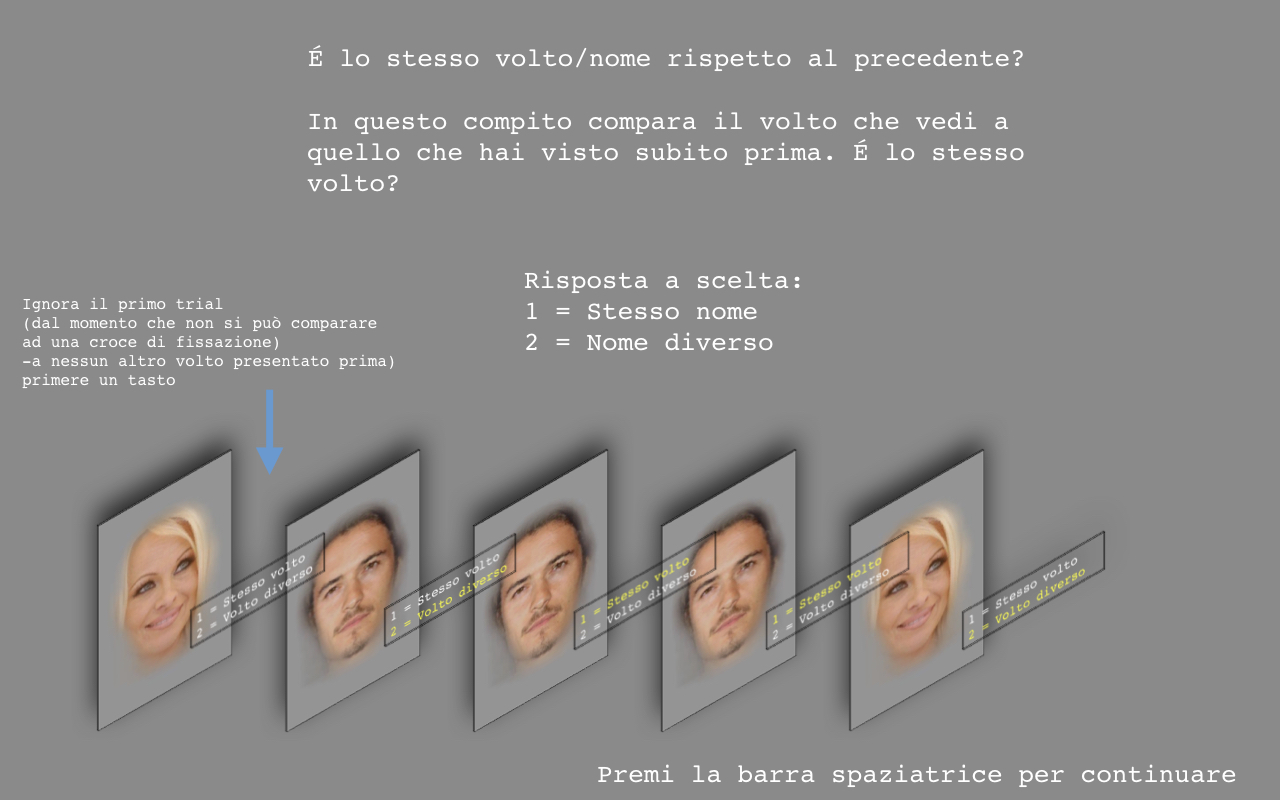 É lo stesso volto/nome rispetto al precedente?
In questo compito compara il volto che vedi a
quello che hai visto subito prima. É lo stesso
volto?
Risposta a scelta:
1 = Stesso nome
2 = Nome diverso
Ignora il primo trial
(dal momento che non si può comparare
ad una croce di fissazione)
-a nessun altro volto presentato prima)
primere un tasto
1 = Stesso volto
2 = Volto diverso
1 = Stesso volto
2 = Volto diverso
1 = Stesso volto
2 = Volto diverso
1 = Stesso volto
2 = Volto diverso
1 = Stesso volto
2 = Volto diverso
Premi la barra spaziatrice per continuare